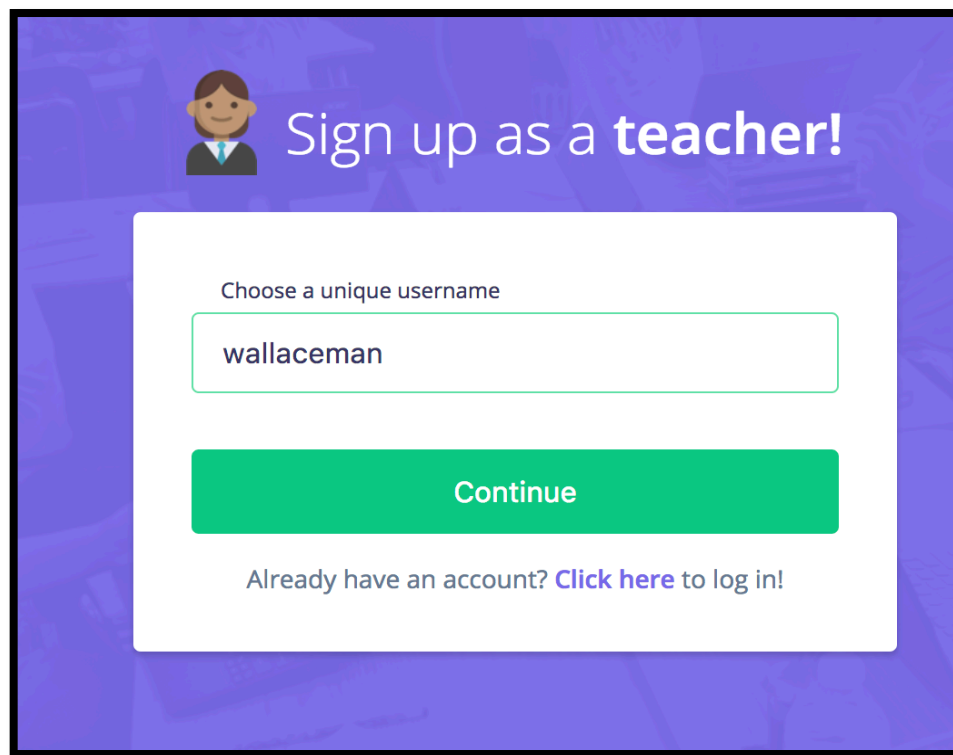 Sign up as a teacher!
Choose a unique username
wallaceman
Continue
Already have an account? Click here to log in!